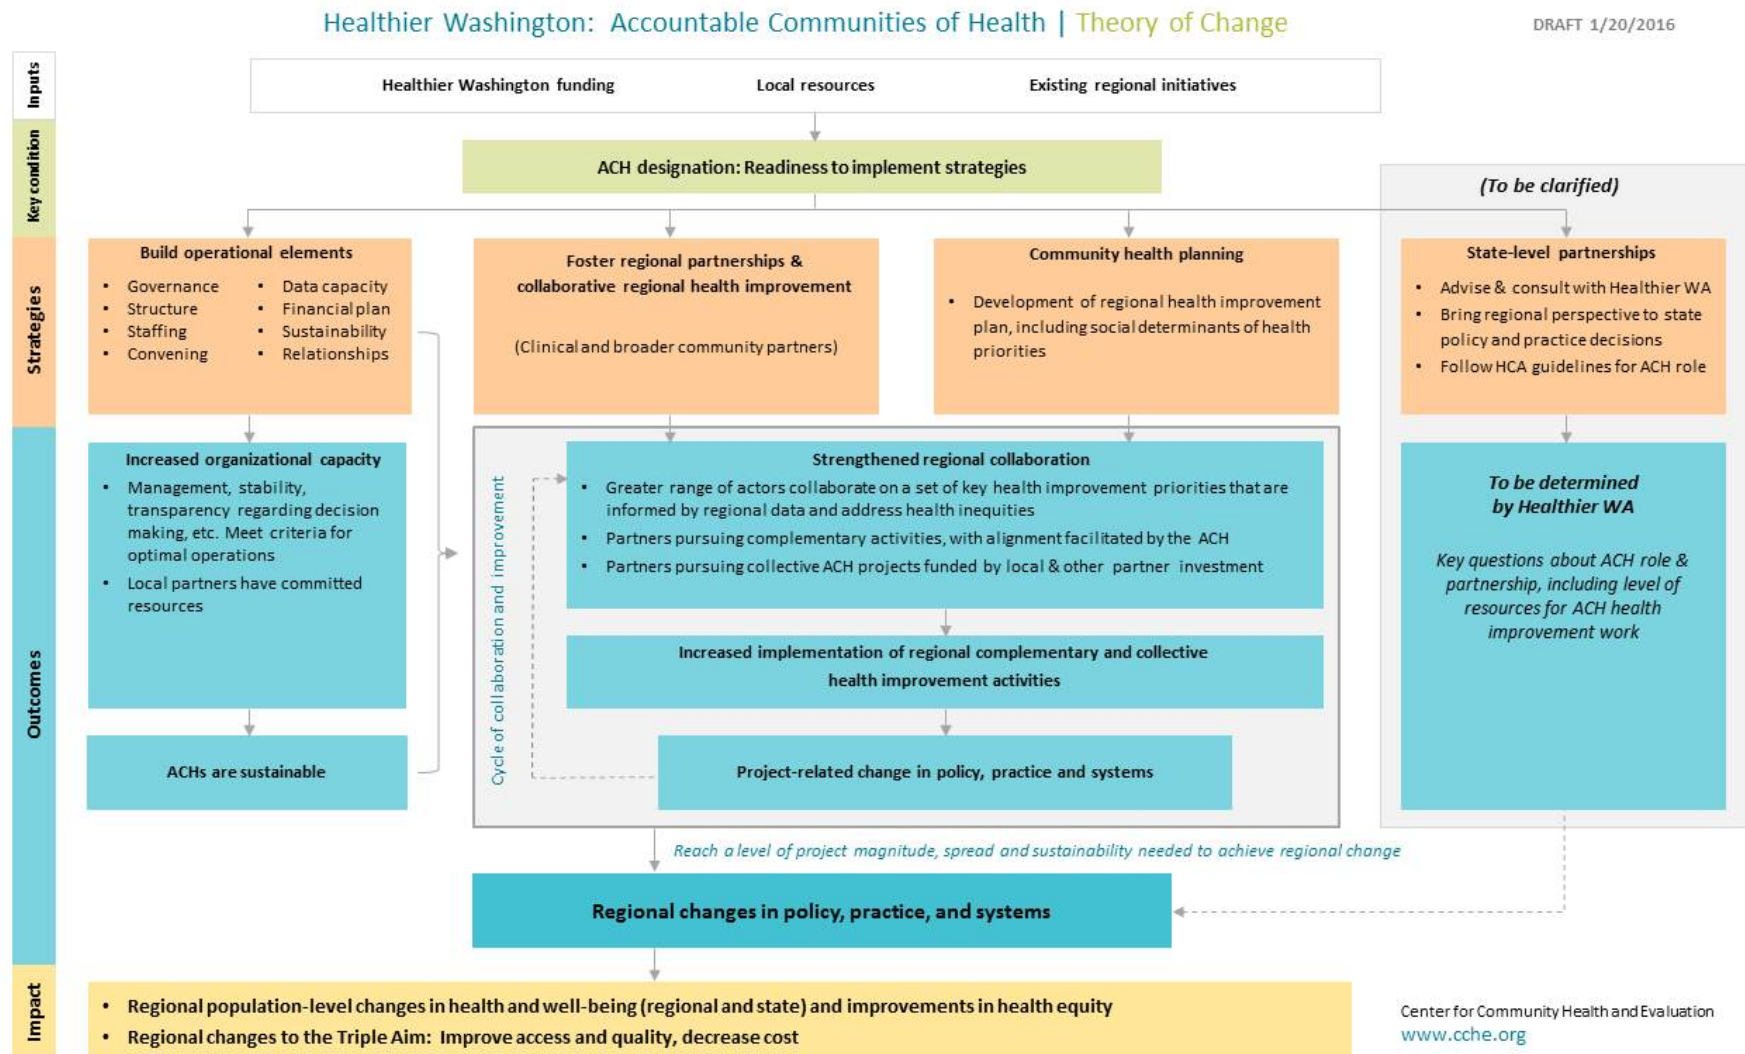 Healthier Washington: Accountable Communities of Health | Theory of Change
DRAFT 1/20/2016
Inputs
Healthier Washington funding
Local resources
Existing regional initiatives
Key condition
ACH designation: Readiness to implement strategies
(To be clarified)
Strategies
Build operational elements
• Governance
• Structure
• Staffing
• Convening
• Data capacity
• Financial plan
• Sustainability
• Relationships
Foster regional partnerships &
collaborative regional health improvement
(Clinical and broader community partners)
Community health planning
• Development of regional health improvement
plan, including social determinants of health
priorities
State-level partnerships
• Advise & consult with Healthier WA
• Bring regional perspective to state
policy and practice decisions
• Follow HCA guidelines for ACH role
Outcomes
Increased organizational capacity
• Management, stability,
transparency regarding decision
making, etc. Meet criteria for
optimal operations
• Local partners have committed
resources
ACHs are sustainable
Cycle of collaboration and improvement
Strengthened regional collaboration
• Greater range of actors collaborate on a set of key health improvement priorities that are
informed by regional data and address health inequities
• Partners pursuing complementary activities, with alignment facilitated by the ACH
• Partners pursuing collective ACH projects funded by local & other partner investment
Increased implementation of regional complementary and collective
health improvement activities
Project-related change in policy, practice and systems
To be determined
by Healthier WA
Key questions about ACH role &
partnership, including level of
resources for ACH health
improvement work
Reach a level of project magnitude, spread and sustainability needed to achieve regional change
Regional changes in policy, practice, and systems
Impact
• Regional population-level changes in health and well-being (regional and state) and improvements in health equity
• Regional changes to the Triple Aim: Improve access and quality, decrease cost
Center for Community Health and Evaluation
www.cche.org